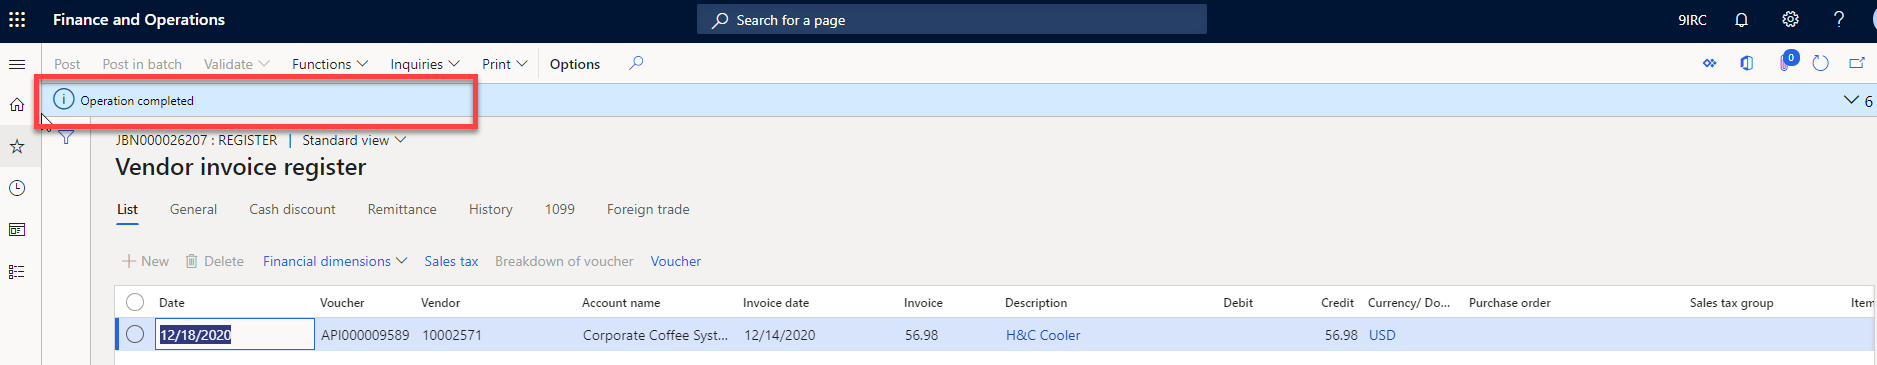 Finance and Operations Search for a page 9IRC ?
Post Post in batch Validate Functions Inquiries Print Options 0
Operation completed 6
JBN000026207 : REGISTER | Standard view
Vendor invoice register
List General Cash discount Remittance History 1099 Foreign trade
New Delete Financial dimensions Sales tax Breakdown of voucher Voucher
Date Voucher Vendor Account name Invoice date Invoice Description Debit Credit Currency/ Do... Purchase order Sales tax group Item
12/18/2020 API000009589 10002571 Corporate Coffee Syst... 12/14/2020 56.98 H&C Cooler 56.98 USD